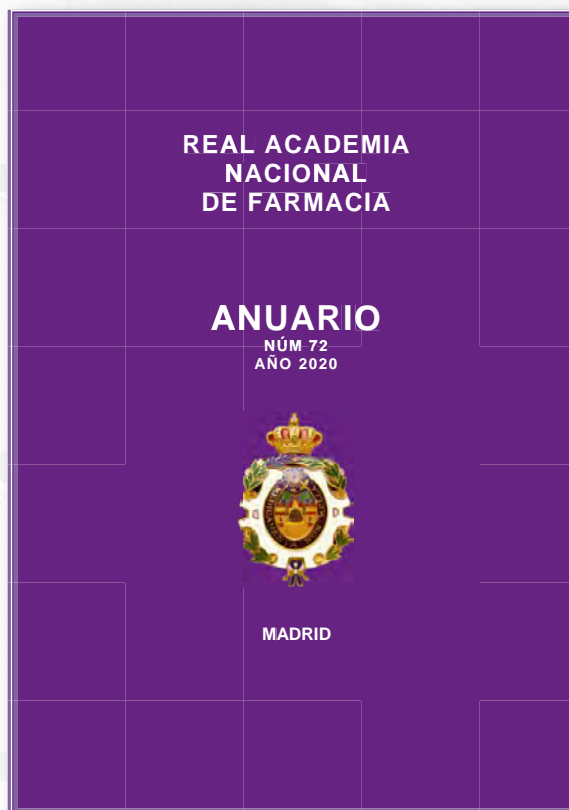 REAL ACADEMIA
NACIONAL
DE FARMACIA
ANUARIO
NÚM 72
AÑO 2020
MADRID